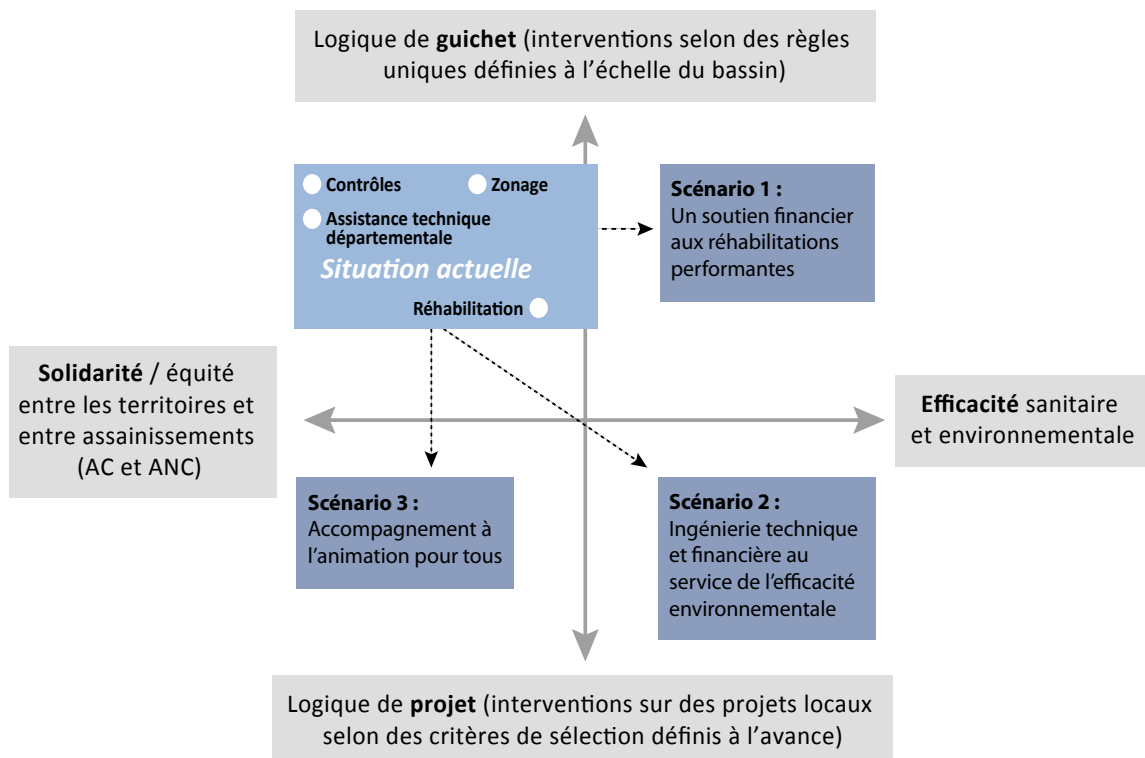 Logique de guichet (interventions selon des règles
uniques définies à l'échelle du bassin)
Contrôles
Zonage
Assistance technique
départementale
Situation actuelle
Réhabilitation
Scénario 1 :
Un soutien financier
aux réhabilitations
performantes
Solidarité / équité
entre les territoires et
entre assainissements
(AC et ANC)
Efficacité sanitaire
et environnementale
Scénario 3 :
Accompagnement à
l'animation pour tous
Scénario 2 :
Ingénierie technique
et financière au
service de l'efficacité
environnementale
Logique de projet (interventions sur des projets locaux
selon des critères de sélection définis à l'avance)